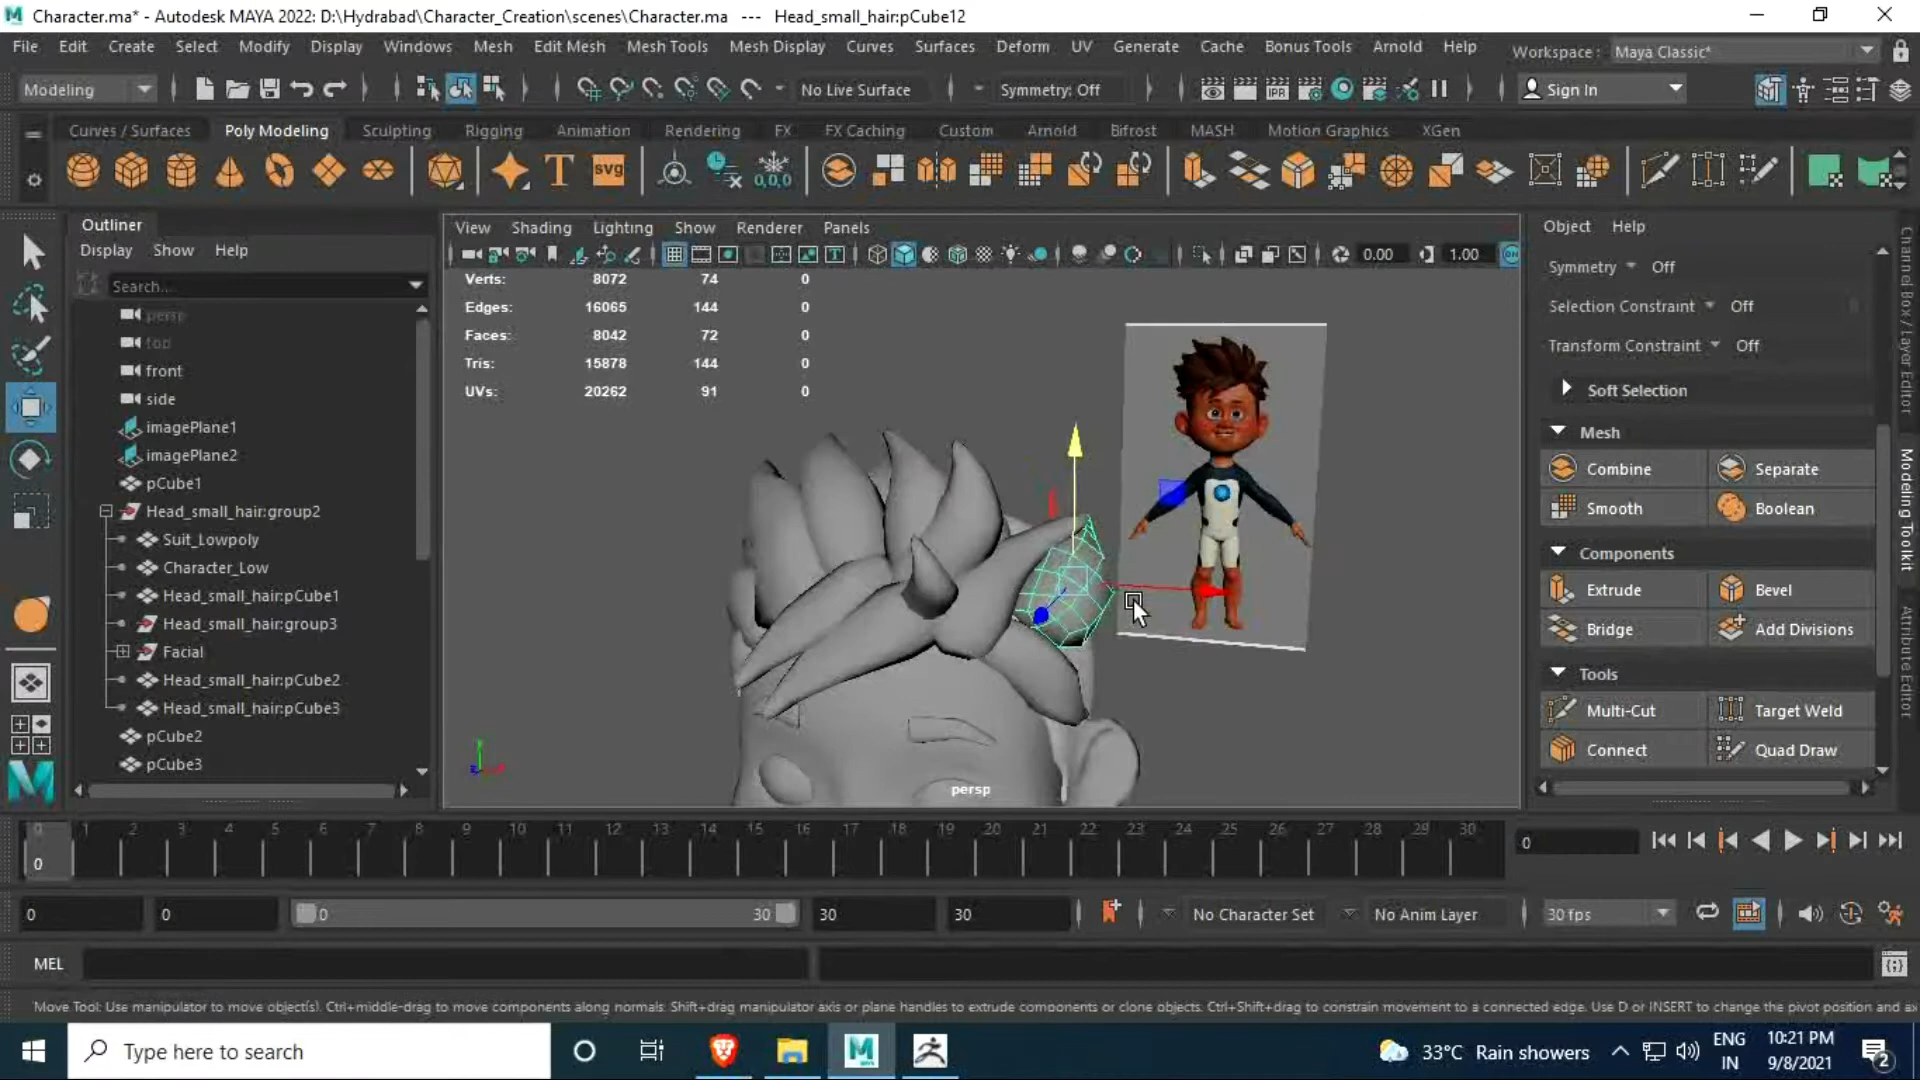 Character.ma* - Autodesk MAYA 2022: D:\Hydrabad\Character_Creation\scenes\Character.ma --- Head_small_hair:pCube12
File Edit Create Select Modify Display Windows Mesh Edit Mesh Mesh Tools Mesh Display Curves Surfaces Deform UV Generate Cache Bonus Tools Arnold Help Workspace : Maya Classic*
Modeling No Live Surface Symmetry: Off IPR Sign In
Curves / Surfaces Poly Modeling Sculpting Rigging Animation Rendering FX FX Caching Custom Arnold Bifrost MASH Motion Graphics XGen
T SVG 0,0,0
Outliner
Display Show Help
Search...
persp
top
front
side
imagePlane1
imagePlane2
pCube1
Head_small_hair:group2
Suit_Lowpoly
Character_Low
Head_small_hair:pCube1
Head_small_hair:group3
Facial
Head_small_hair:pCube2
Head_small_hair:pCube3
pCube2
pCube3
View Shading Lighting Show Renderer Panels
0.00 1.00 ON
Verts: 8072 74 0
Edges: 16065 144 0
Faces: 8042 72 0
Tris: 15878 144 0
UVs: 20262 91 0
persp
Object Help
Symmetry Off
Selection Constraint Off
Transform Constraint Off
Soft Selection
Mesh
Combine Separate
Smooth Boolean
Components
Extrude Bevel
Bridge Add Divisions
Tools
Multi-Cut Target Weld
Connect Quad Draw
Channel Box / Layer Editor
Modeling Toolkit
Attribute Editor
0 1 2 3 4 5 6 7 8 9 10 11 12 13 14 15 16 17 18 19 20 21 22 23 24 25 26 27 28 29 30
0 0
0 0 0 30 30 30 No Character Set No Anim Layer 30 fps
MEL
Move Tool: Use manipulator to move object(s). Ctrl+middle-drag to move components along normals. Shift+drag manipulator axis or plane handles to extrude components or clone objects. Ctrl+Shift+drag to constrain movement to a connected edge. Use D or INSERT to change the pivot position and ax
Type here to search 33°C Rain showers ENG IN 10:21 PM 9/8/2021 2